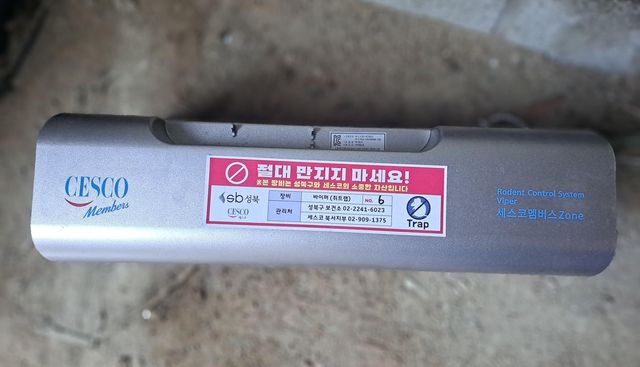 CESCO
Members
절대 만지지 마세요!
※본 장비는 성북구와 세스코의 소중한 자산입니다
sb 성북
CESCO
장비
바이퍼 (쥐트랩)
NO. 6
관리처
성북구 보건소 02-2241-6023
세스코 북서지부 02-909-1375
Trap
Rodent Control System
Viper
세스코멤버스Zone